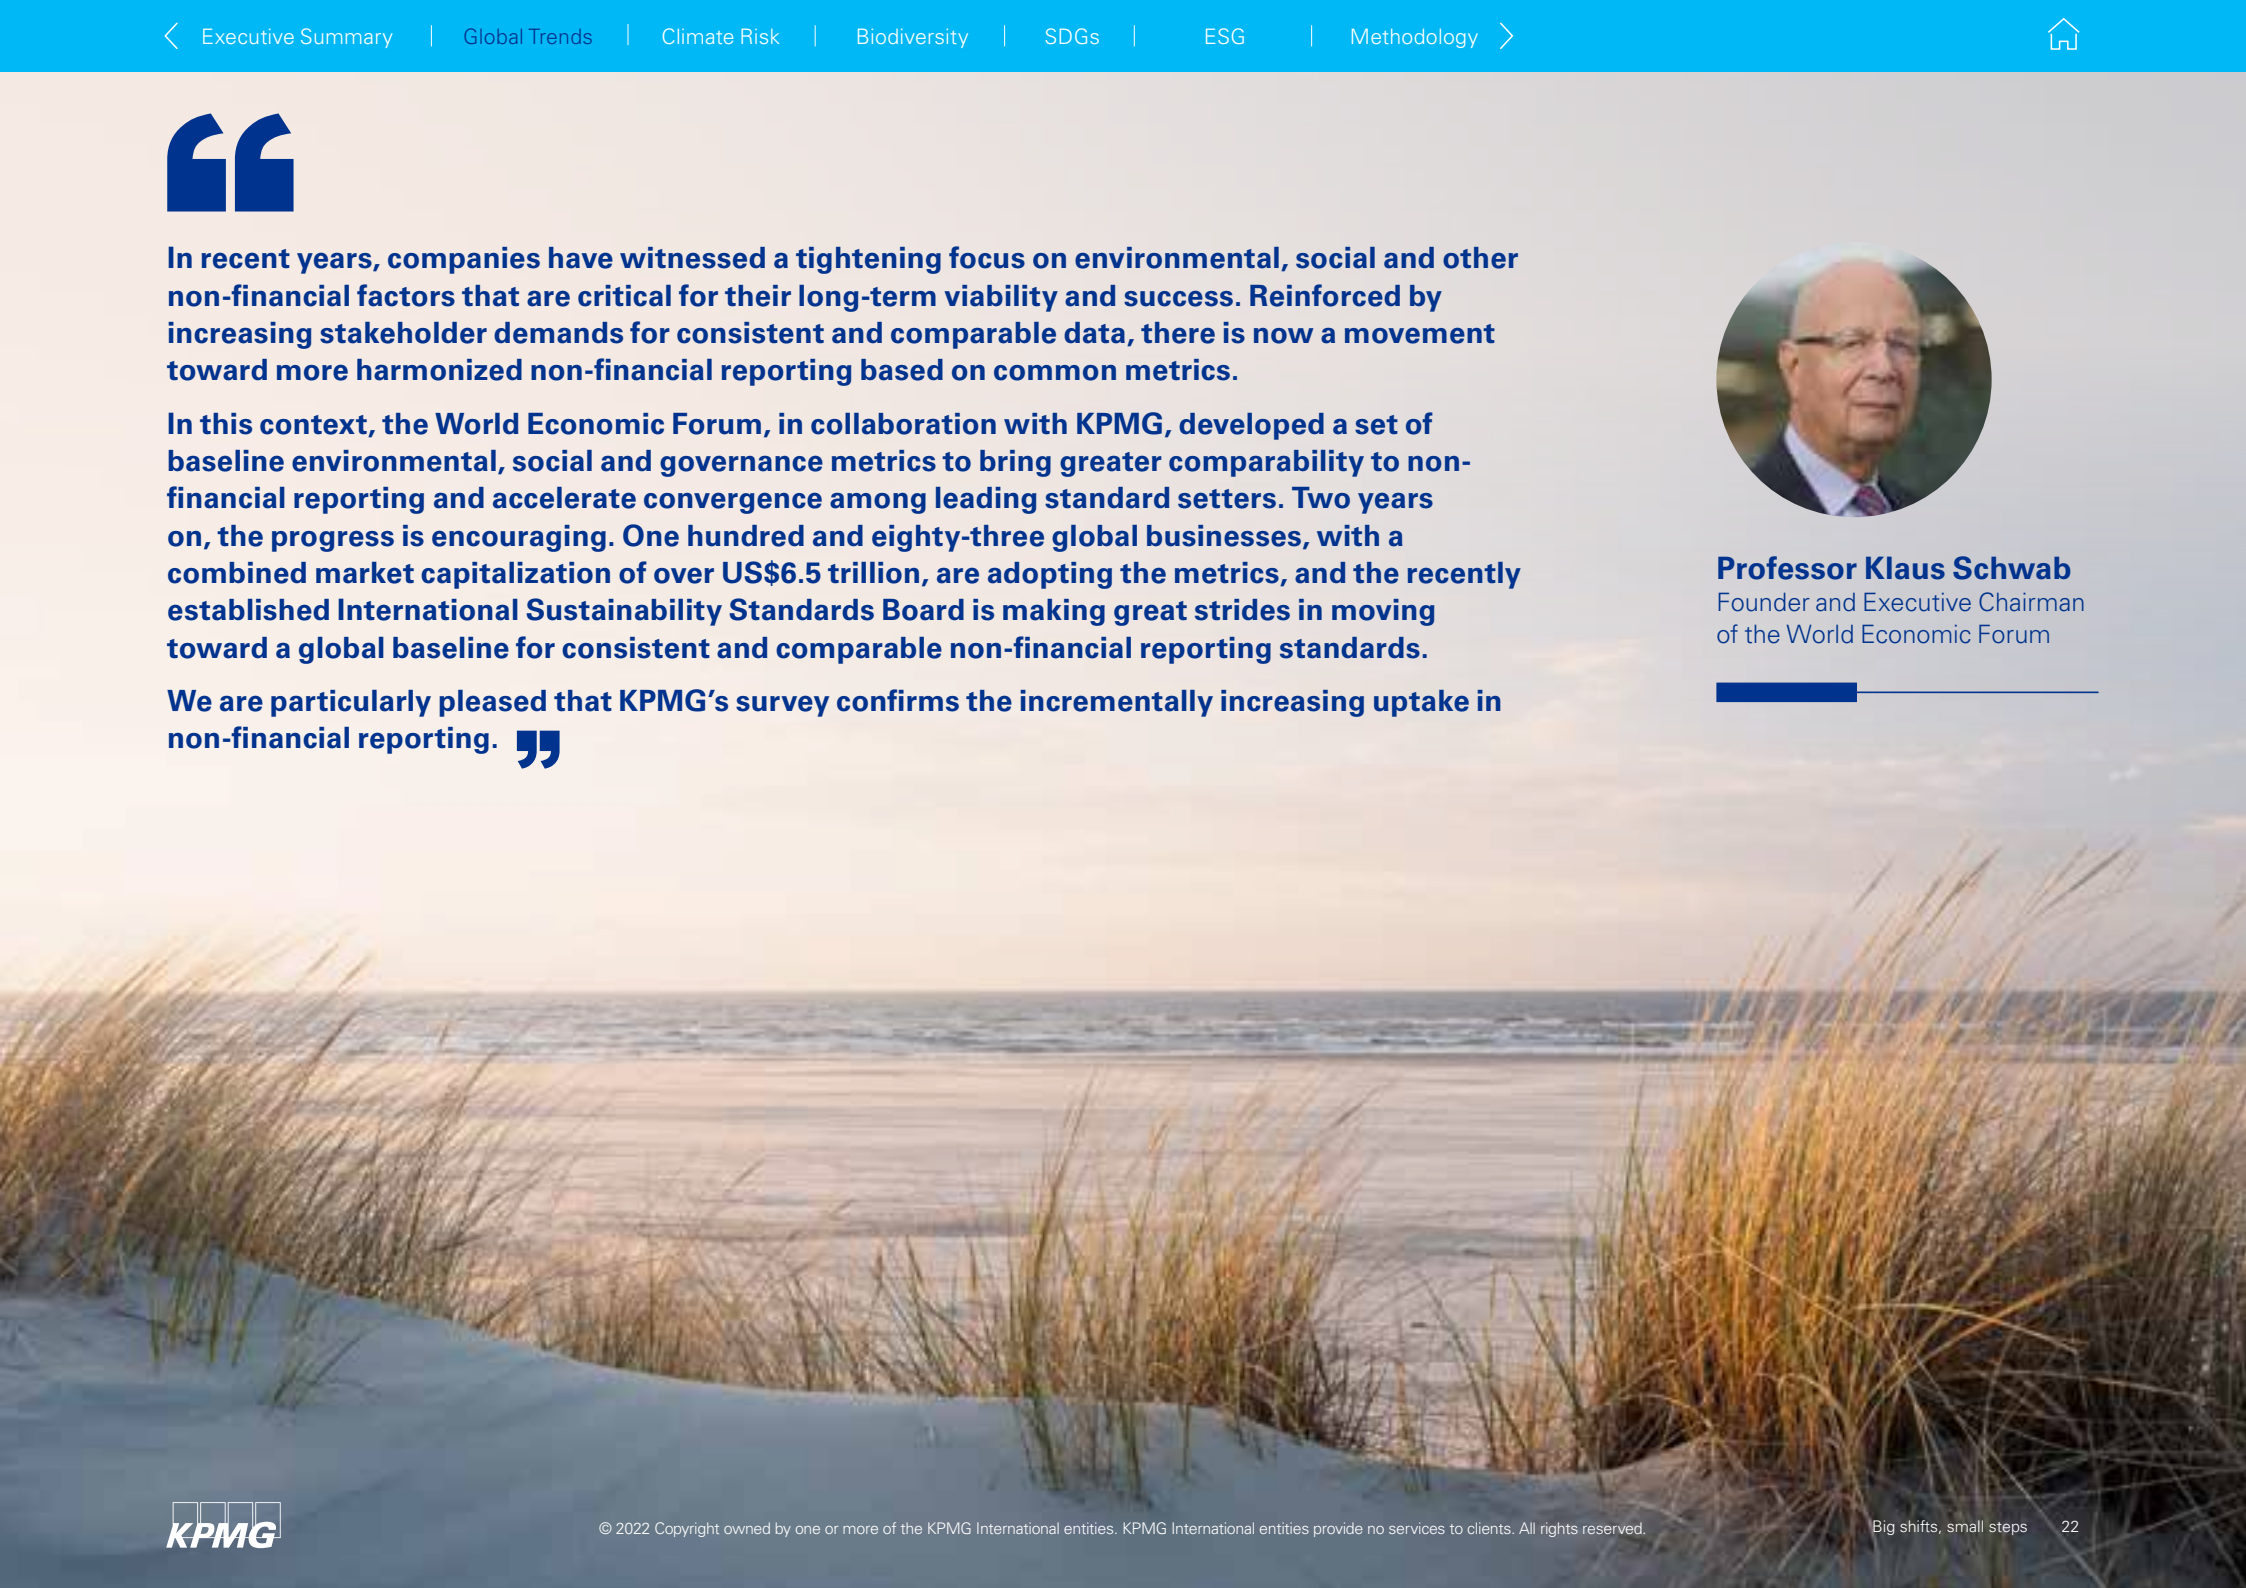 Executive Summary | Global Trends | Climate Risk | Biodiversity | SDGs | ESG | Methodology
“
In recent years, companies have witnessed a tightening focus on environmental, social and other
non-financial factors that are critical for their long-term viability and success. Reinforced by
increasing stakeholder demands for consistent and comparable data, there is now a movement
toward more harmonized non-financial reporting based on common metrics.
In this context, the World Economic Forum, in collaboration with KPMG, developed a set of
baseline environmental, social and governance metrics to bring greater comparability to non-
financial reporting and accelerate convergence among leading standard setters. Two years
on, the progress is encouraging. One hundred and eighty-three global businesses, with a
combined market capitalization of over US$6.5 trillion, are adopting the metrics, and the recently
established International Sustainability Standards Board is making great strides in moving
toward a global baseline for consistent and comparable non-financial reporting standards.
We are particularly pleased that KPMG’s survey confirms the incrementally increasing uptake in
non-financial reporting. ”
Professor Klaus Schwab
Founder and Executive Chairman
of the World Economic Forum
KPMG
© 2022 Copyright owned by one or more of the KPMG International entities. KPMG International entities provide no services to clients. All rights reserved.
Big shifts, small steps 22